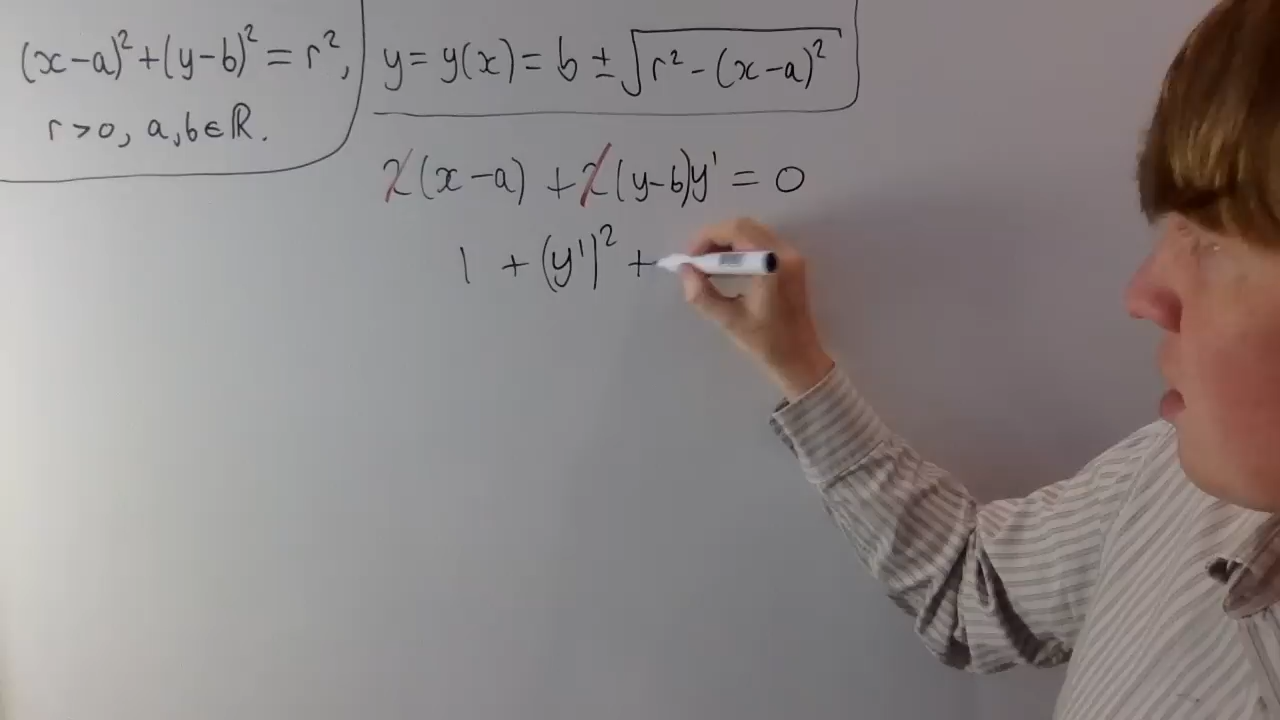 (x-a)² + (y-b)² = r²,
r > 0, a, b ∈ ℝ.
y = y(x) = b ± √(r² - (x-a)²)
2(x-a) + 2(y-b)y' = 0
1 + (y')² +